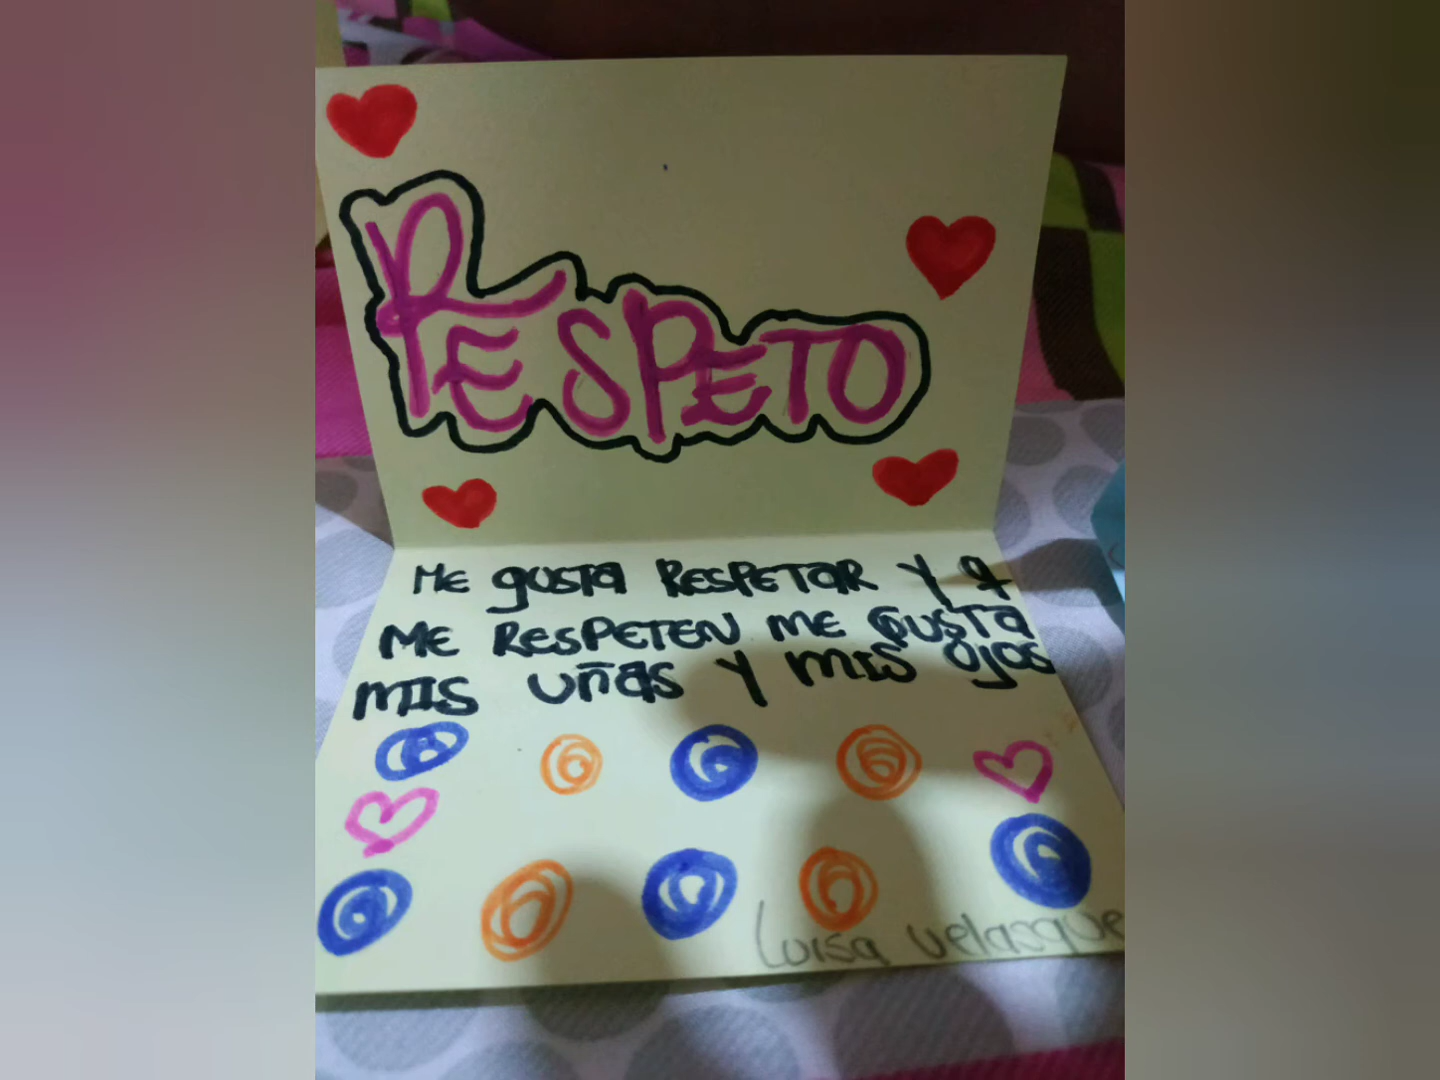 RESPETO
ME gusta RESPETAR Y q
ME RESPETEN ME GUSTA
MIS uñas Y MIS OJOS
Luisa velasque